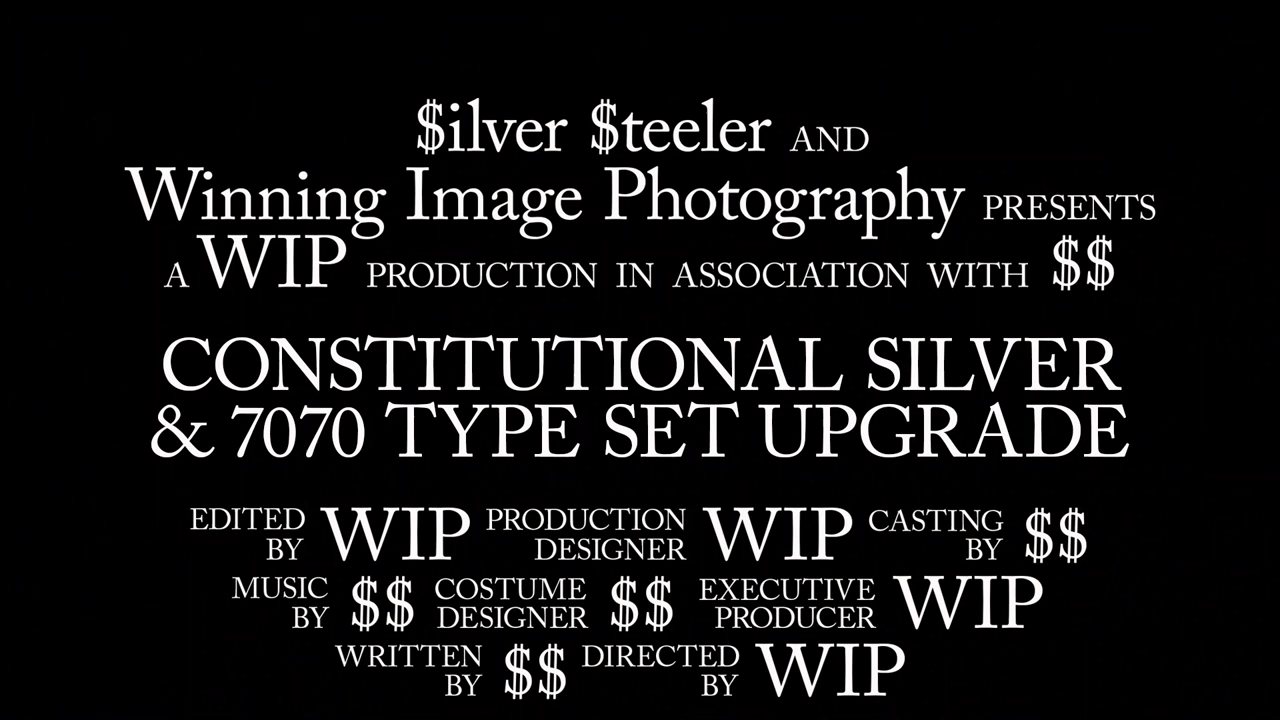 $ilver $teeler AND
Winning Image Photography PRESENTS
A WIP PRODUCTION IN ASSOCIATION WITH $$
CONSTITUTIONAL SILVER
& 7070 TYPE SET UPGRADE
EDITED BY WIP PRODUCTION DESIGNER WIP CASTING BY $$
MUSIC BY $$ COSTUME DESIGNER $$ EXECUTIVE PRODUCER WIP
WRITTEN BY $$ DIRECTED BY WIP